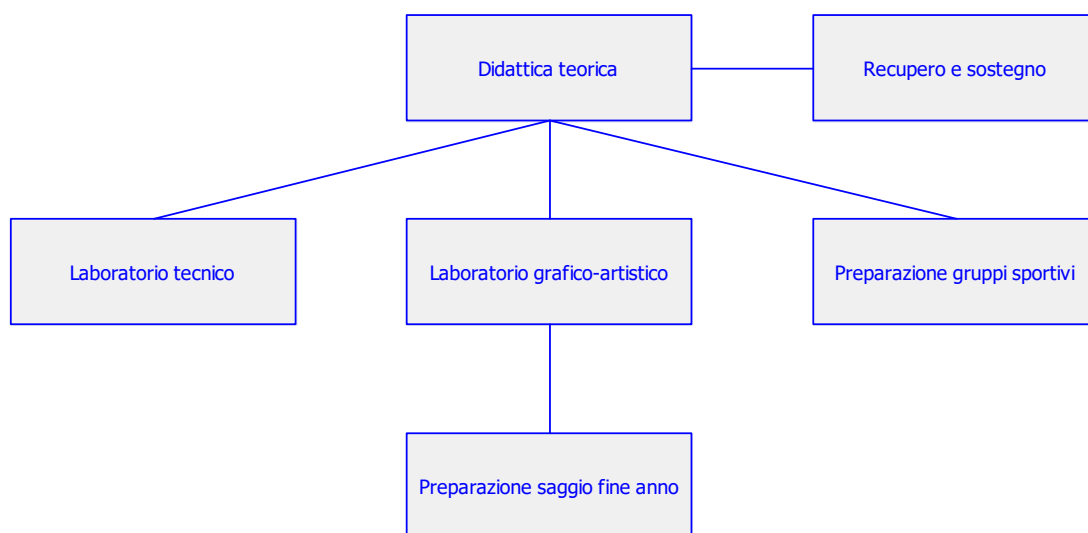 Didattica teorica
Recupero e sostegno
Laboratorio tecnico
Laboratorio grafico-artistico
Preparazione gruppi sportivi
Preparazione saggio fine anno